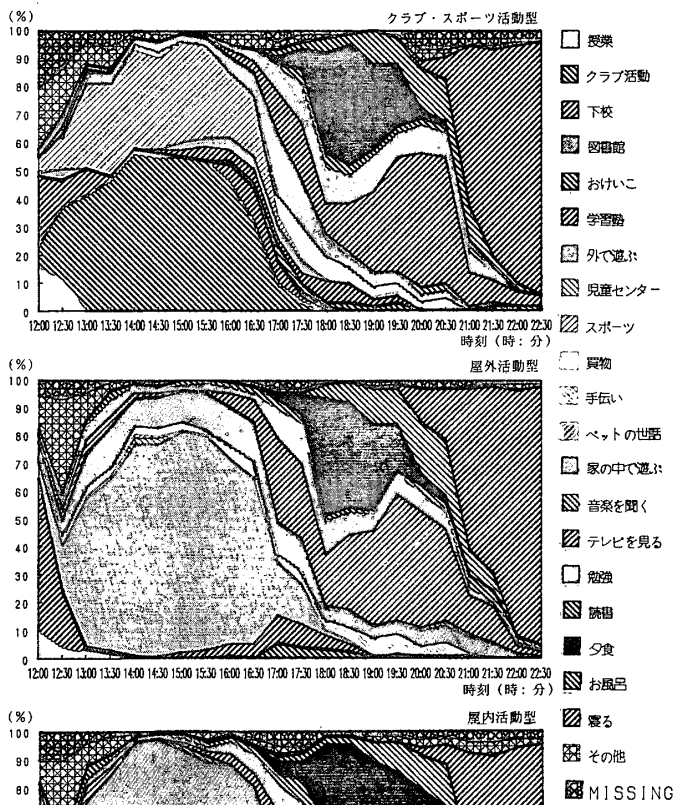 (%)
クラブ・スポーツ活動型
100
90
80
70
60
50
40
30
20
10
0
12:00 12:30 13:00 13:30 14:00 14:30 15:00 15:30 16:00 16:30 17:00 17:30 18:00 18:30 19:00 19:30 20:00 20:30 21:00 21:30 22:00 22:30
時刻(時:分)
(%)
屋外活動型
100
90
80
70
60
50
40
30
20
10
0
12:00 12:30 13:00 13:30 14:00 14:30 15:00 15:30 16:00 16:30 17:00 17:30 18:00 18:30 19:00 19:30 20:00 20:30 21:00 21:30 22:00 22:30
時刻(時:分)
(%)
屋内活動型
100
90
80
授業
クラブ活動
下校
図書館
おけいこ
学習塾
外で遊ぶ
児童センター
スポーツ
買物
手伝い
ペットの世話
家の中で遊ぶ
音楽を聞く
テレビを見る
勉強
読書
夕食
お風呂
寝る
その他
MISSING